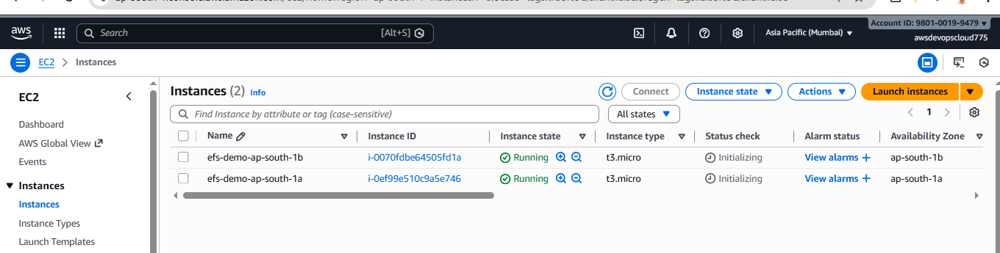 aws Search [Alt+S] Asia Pacific (Mumbai) ▼ Account ID: 9801-0019-9479 ▼
awsdevopscloud775
EC2 > Instances
EC2
Dashboard
AWS Global View
Events
Instances
Instances
Instance Types
Launch Templates
Instances (2) Info Connect Instance state Actions Launch instances
Find Instance by attribute or tag (case-sensitive) All states 1
Name Instance ID Instance state Instance type Status check Alarm status Availability Zone
efs-demo-ap-south-1b i-0070fdbe64505fd1a Running t3.micro Initializing View alarms + ap-south-1b
efs-demo-ap-south-1a i-0ef99e510c9a5e746 Running t3.micro Initializing View alarms + ap-south-1a